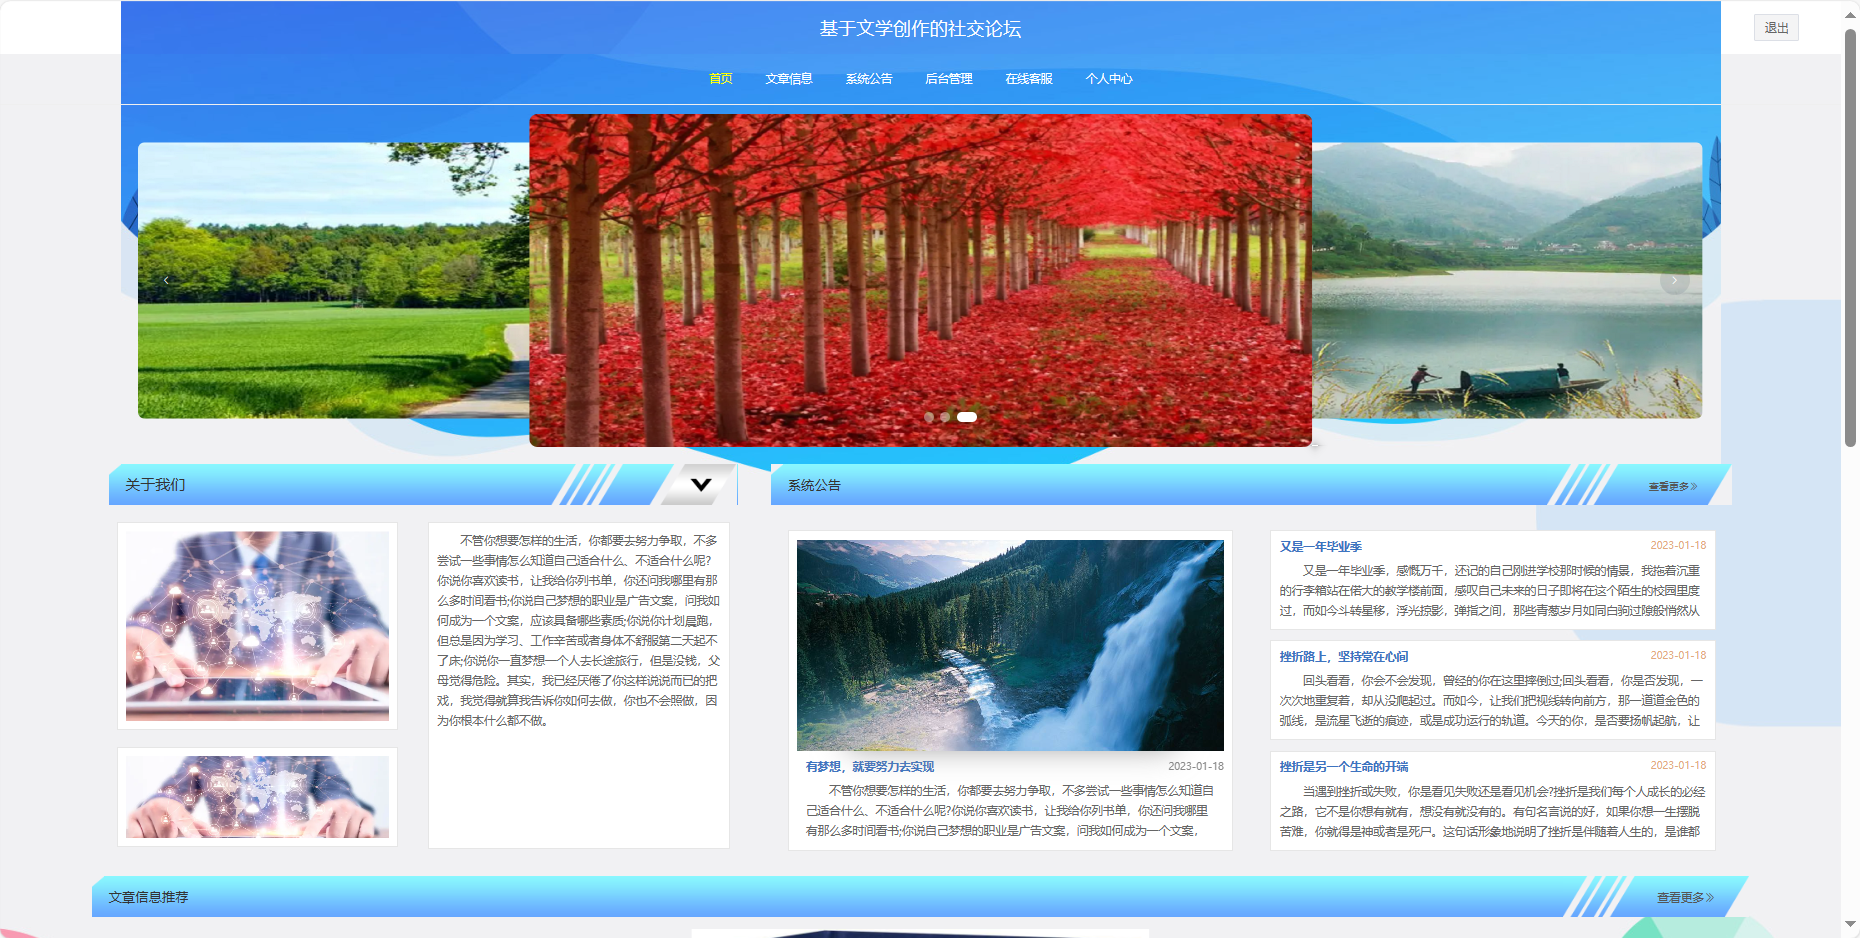 基于文学创作的社交论坛
退出
首页 文章信息 系统公告 后台管理 在线客服 个人中心
关于我们
不管你想要怎样的生活，你都要去努力争取，不多
尝试一些事情怎么知道自己适合什么、不适合什么呢?
你说你喜欢读书，让我给你列书单，你还问我哪里有那
么多时间看书;你说自己梦想的职业是广告文案，问我如
何成为一个文案，应该具备哪些素质;你说你计划晨跑，
但总是因为学习、工作辛苦或者身体不舒服第二天起不
了床;你说你一直梦想一个人去长途旅行，但是没钱，父
母觉得危险。其实，我已经厌倦了你这样说说而已的把
戏，我觉得就算我告诉你如何去做，你也不会照做，因
为你根本什么都不做。
系统公告
查看更多
有梦想，就要努力去实现 2023-01-18
不管你想要怎样的生活，你都要去努力争取，不多尝试一些事情怎么知道自
己适合什么、不适合什么呢?你说你喜欢读书，让我给你列书单，你还问我哪里
有那么多时间看书;你说自己梦想的职业是广告文案，问我如何成为一个文案，
又是一年毕业季 2023-01-18
又是一年毕业季，感慨万千，还记的自己刚进学校那时候的情景，我拖着沉重
的行李箱站在偌大的教学楼前面，感叹自己未来的日子即将在这个陌生的校园里度
过，而如今斗转星移，浮光掠影，弹指之间，那些青葱岁月如同白驹过隙般悄然从
挫折路上，坚持常在心间 2023-01-18
回头看看，你会不会发现，曾经的你在这里摔倒过;回头看看，你是否发现，一
次次地重复着，却从没爬起过。而如今，让我们把视线转向前方，那一道道金色的
弧线，是流星飞逝的痕迹，或是成功运行的轨道。今天的你，是否要扬帆起航，让
挫折是另一个生命的开端 2023-01-18
当遇到挫折或失败，你是看见失败还是看见机会?挫折是我们每个人成长的必经
之路，它不是你想有就有，想没有就没有的。有句名言说的好，如果你想一生摆脱
苦难，你就得是神或者是死尸。这句话形象地说明了挫折是伴随着人生的，是谁都
文章信息推荐
查看更多